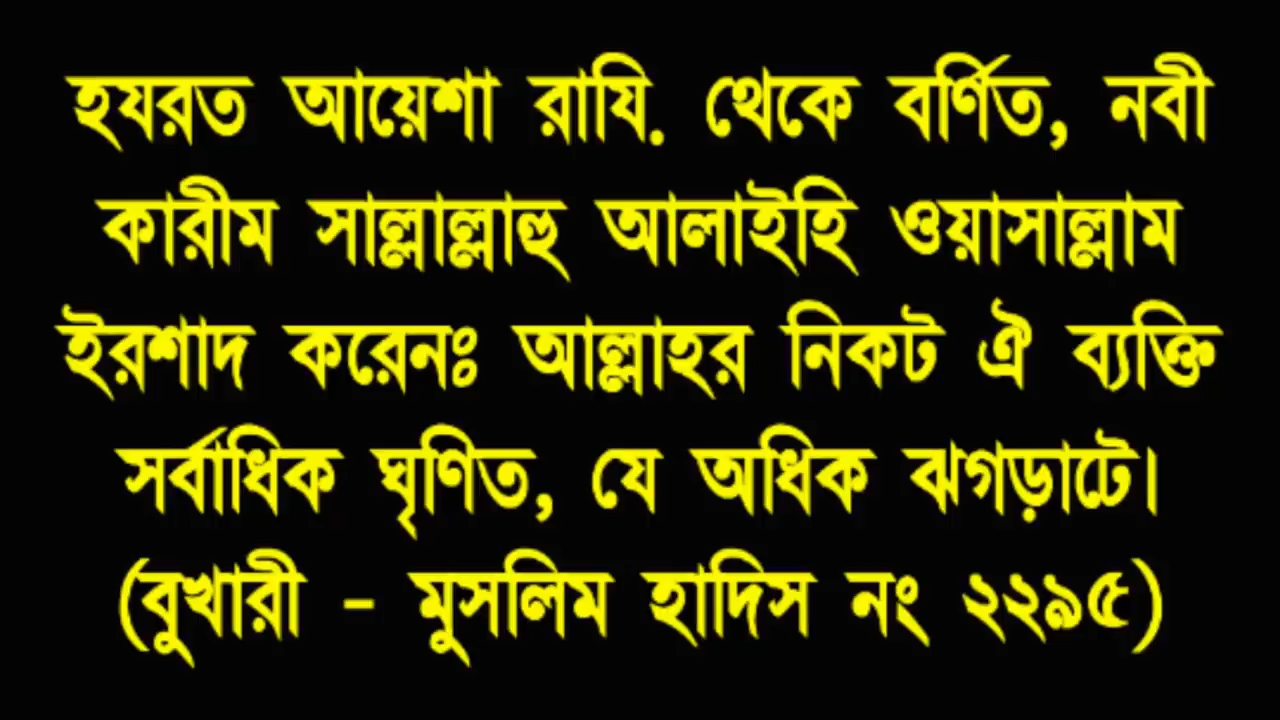 হযরত আয়েশা রাযি. থেকে বর্ণিত, নবী
কারীম সাল্লাল্লাহু আলাইহি ওয়াসাল্লাম
ইরশাদ করেনঃ আল্লাহর নিকট ঐ ব্যক্তি
সর্বাধিক ঘৃণিত, যে অধিক ঝগড়াটে।
(বুখারী - মুসলিম হাদিস নং ২২৯৫)